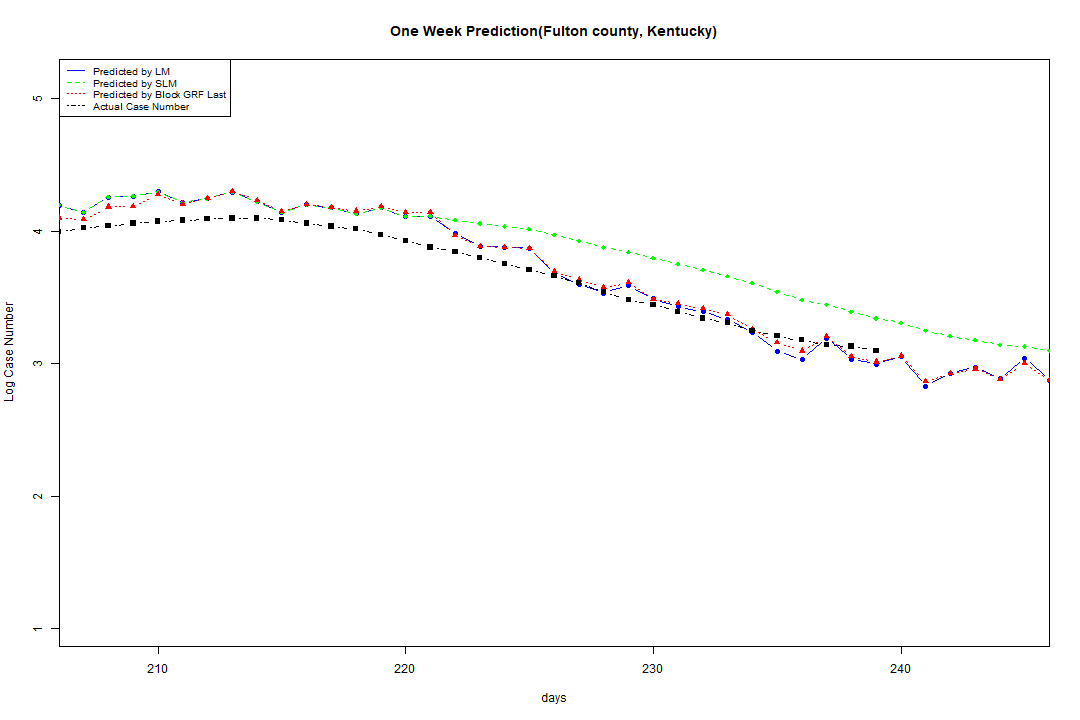 One Week Prediction(Fulton county, Kentucky)
Predicted by LM
Predicted by SLM
Predicted by Block GRF Last
Actual Case Number
5
4
3
2
1
Log Case Number
210 220 230 240
days